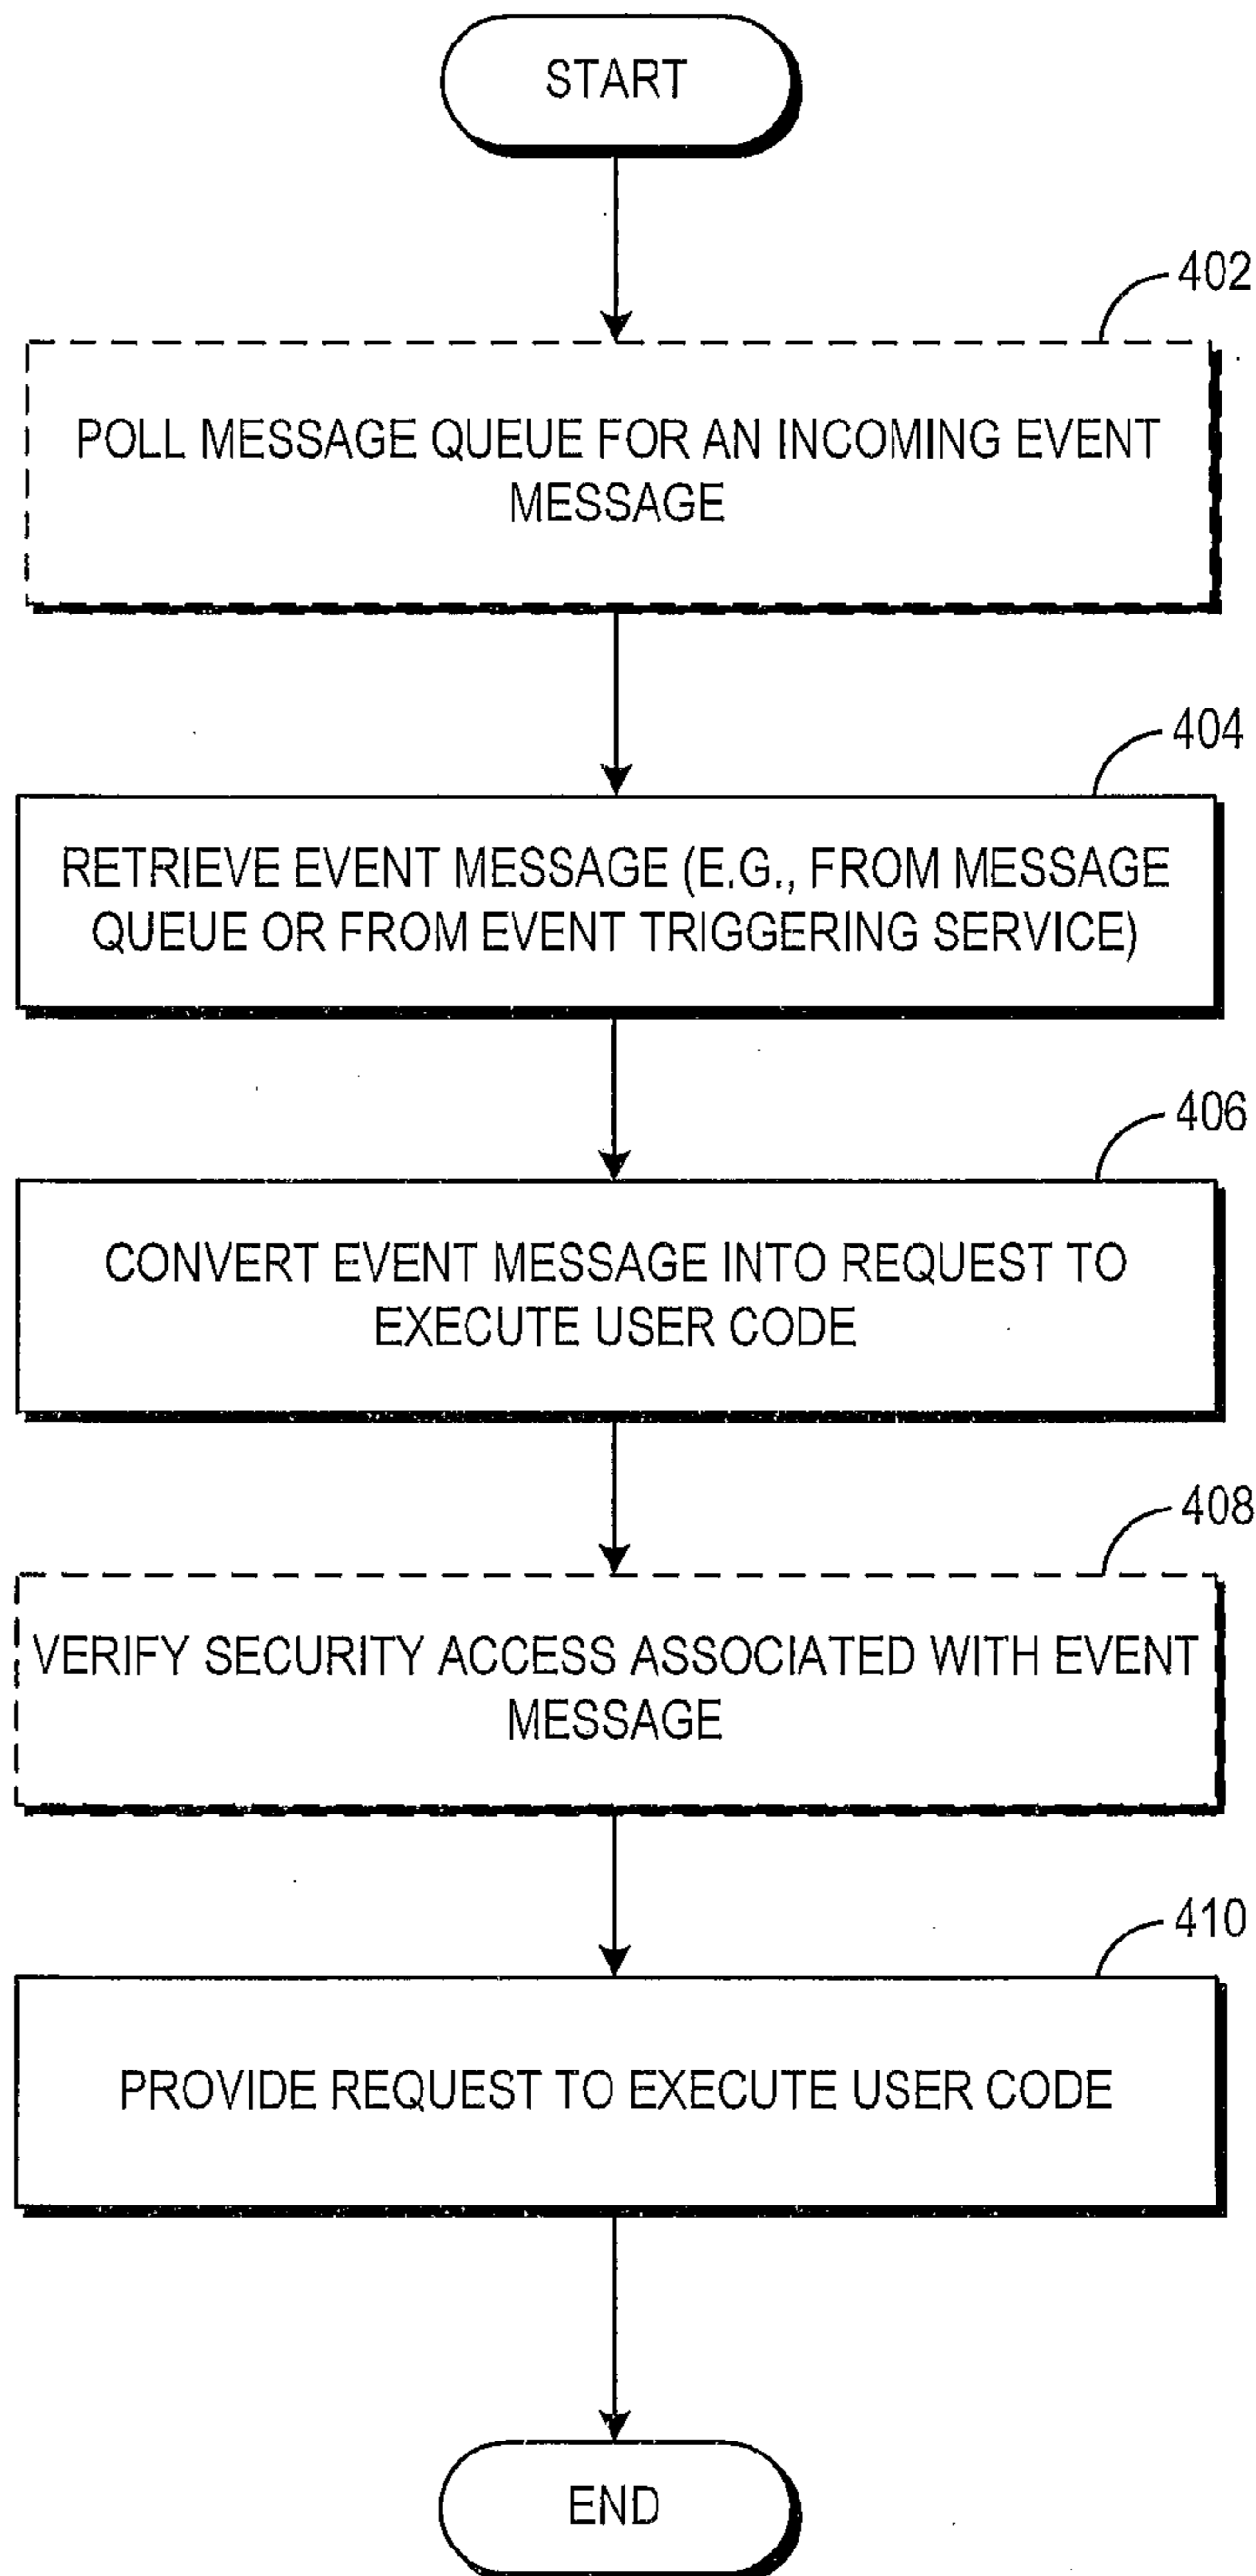 START
402
POLL MESSAGE QUEUE FOR AN INCOMING EVENT
MESSAGE
404
RETRIEVE EVENT MESSAGE (E.G., FROM MESSAGE
QUEUE OR FROM EVENT TRIGGERING SERVICE)
406
CONVERT EVENT MESSAGE INTO REQUEST TO
EXECUTE USER CODE
408
VERIFY SECURITY ACCESS ASSOCIATED WITH EVENT
MESSAGE
410
PROVIDE REQUEST TO EXECUTE USER CODE
END